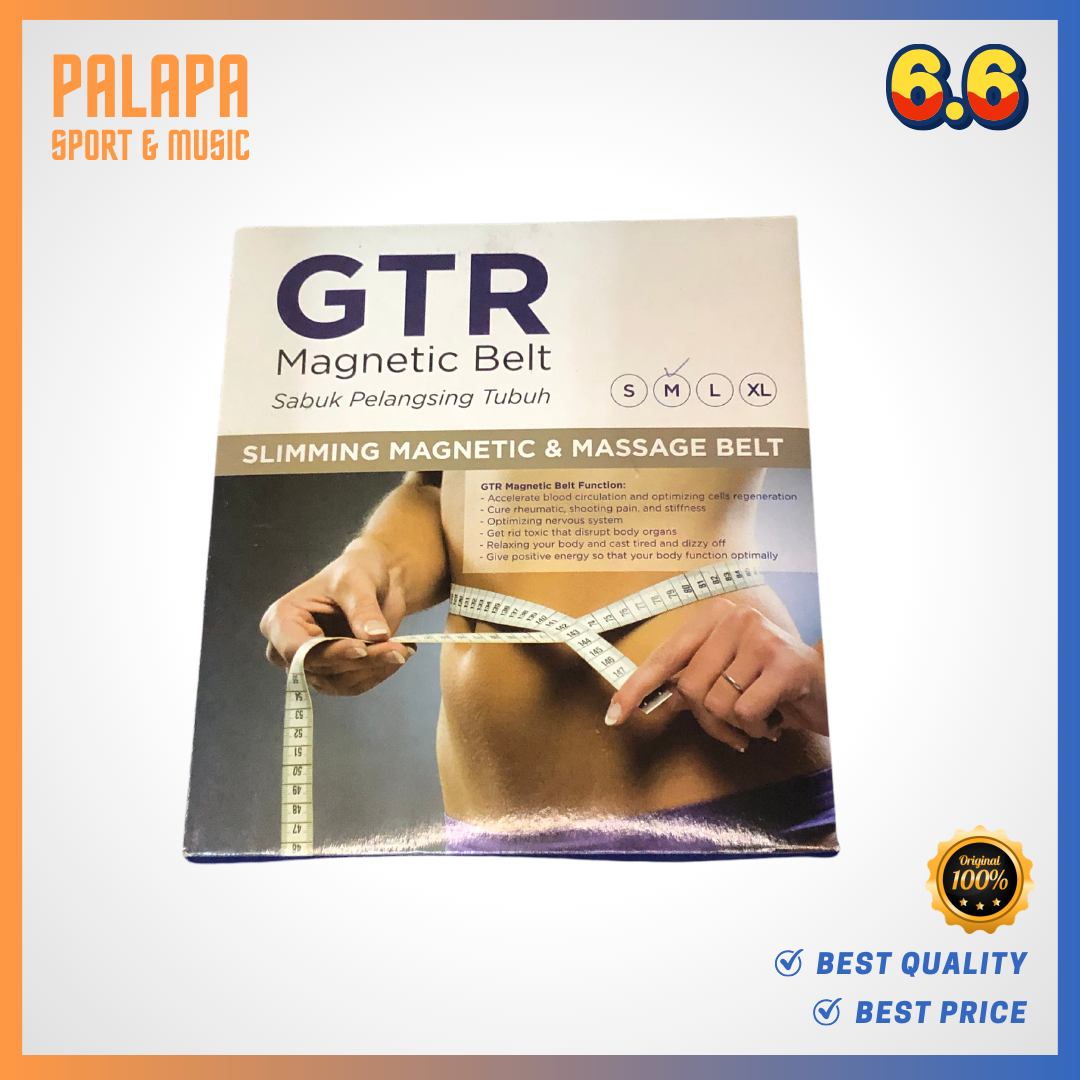 PALAPA
SPORT & MUSIC
6.6
GTR
Magnetic Belt
Sabuk Pelangsing Tubuh
S M L XL
SLIMMING MAGNETIC & MASSAGE BELT
GTR Magnetic Belt Function:
- Accelerate blood circulation and optimizing cells regeneration
- Cure rheumatic, shooting pain, and stiffness
- Optimizing nervous system
- Get rid toxic that disrupt body organs
- Relaxing your body and cast tired and dizzy off
- Give positive energy so that your body function optimally
Original
100%
BEST QUALITY
BEST PRICE